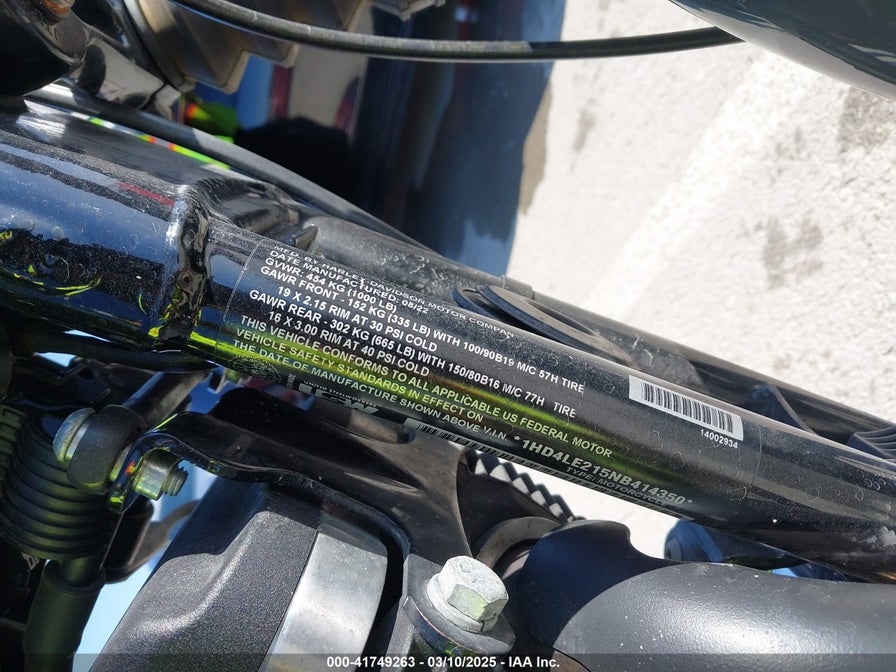 MFD. BY HARLEY-DAVIDSON MOTOR COMPANY
DATE MANUFACTURED: 08/22
GVWR: 454 KG (1000 LB)
GAWR FRONT - 152 KG (335 LB) WITH 100/90B19 M/C 57H TIRE
19 X 2.15 RIM AT 30 PSI COLD
GAWR REAR - 302 KG (665 LB) WITH 150/80B16 M/C 77H TIRE
16 X 3.00 RIM AT 40 PSI COLD
THIS VEHICLE CONFORMS TO ALL APPLICABLE US FEDERAL MOTOR
VEHICLE SAFETY STANDARDS IN EFFECT ON
THE DATE OF MANUFACTURE SHOWN ABOVE V.I.N.
*1HD4LE215NB414350*
TYPE: MOTORCYCLE
14002934
000-41749263 - 03/10/2025 - IAA Inc.